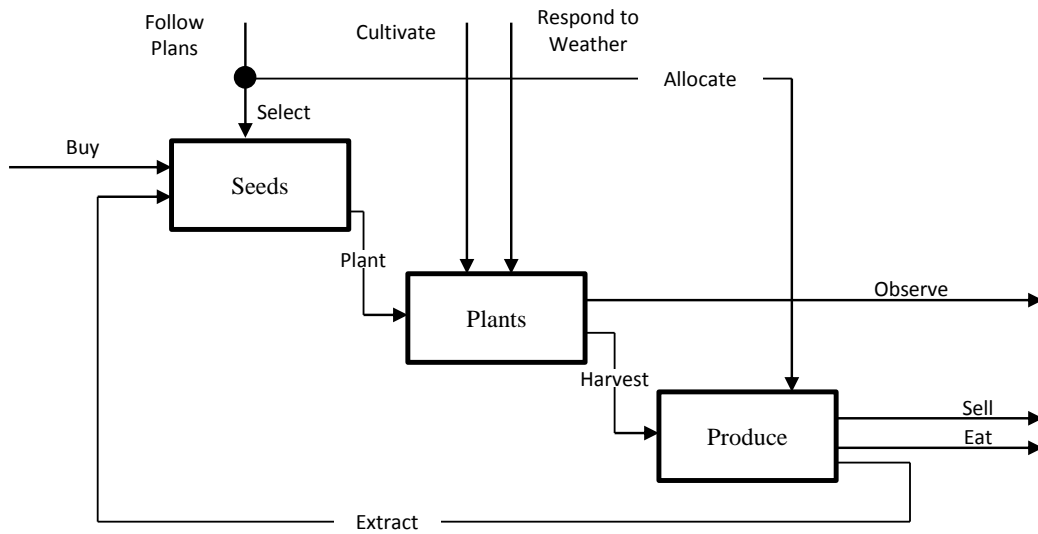 Follow
Plans
Cultivate
Respond to
Weather
Allocate
Select
Buy
Seeds
Plant
Observe
Plants
Harvest
Sell
Produce
Eat
Extract